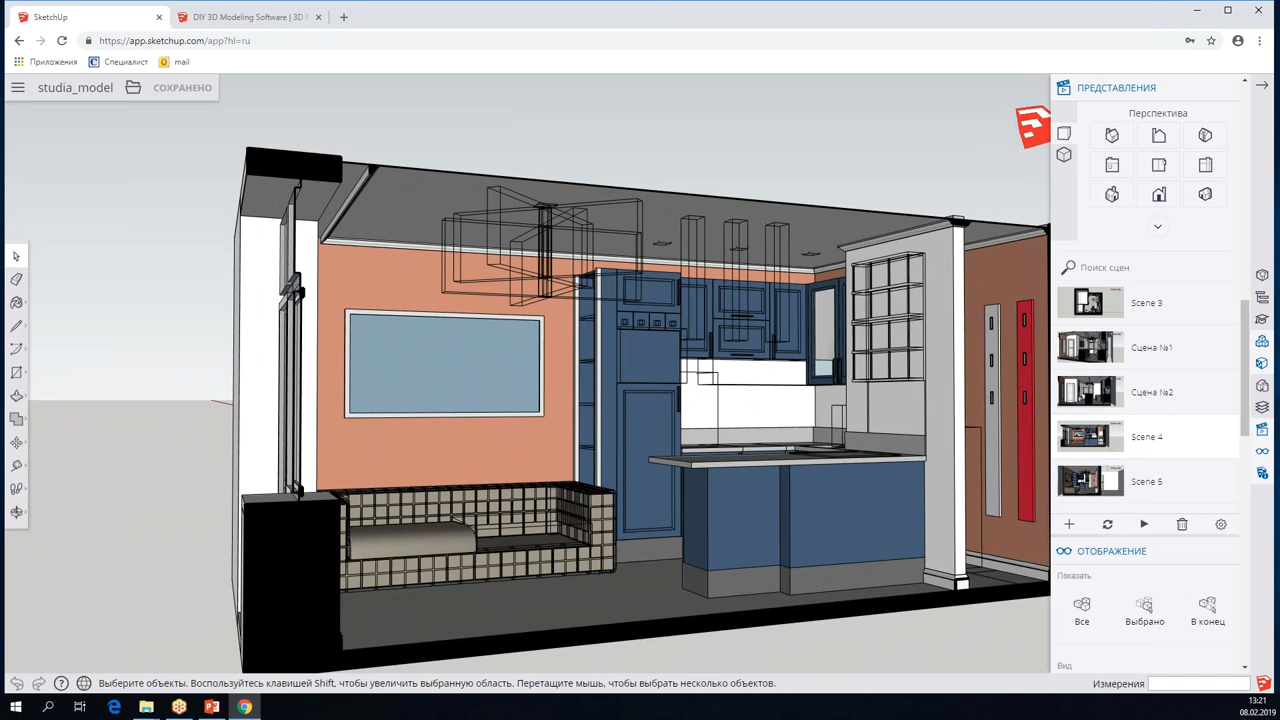 SketchUp
DIY 3D Modeling Software | 3D
https://app.sketchup.com/app?hl=ru
Приложения
Специалист
mail
studia_model
СОХРАНЕНО
ПРЕДСТАВЛЕНИЯ
Перспектива
Поиск сцен
Scene 3
Сцена №1
Сцена №2
Scene 4
Scene 5
ОТОБРАЖЕНИЕ
Показать
Все
Выбрано
В конец
Вид
Выберите объекты. Воспользуйтесь клавишей Shift, чтобы увеличить выбранную область. Перетащите мышь, чтобы выбрать несколько объектов.
Измерения
13:21
08.02.2019